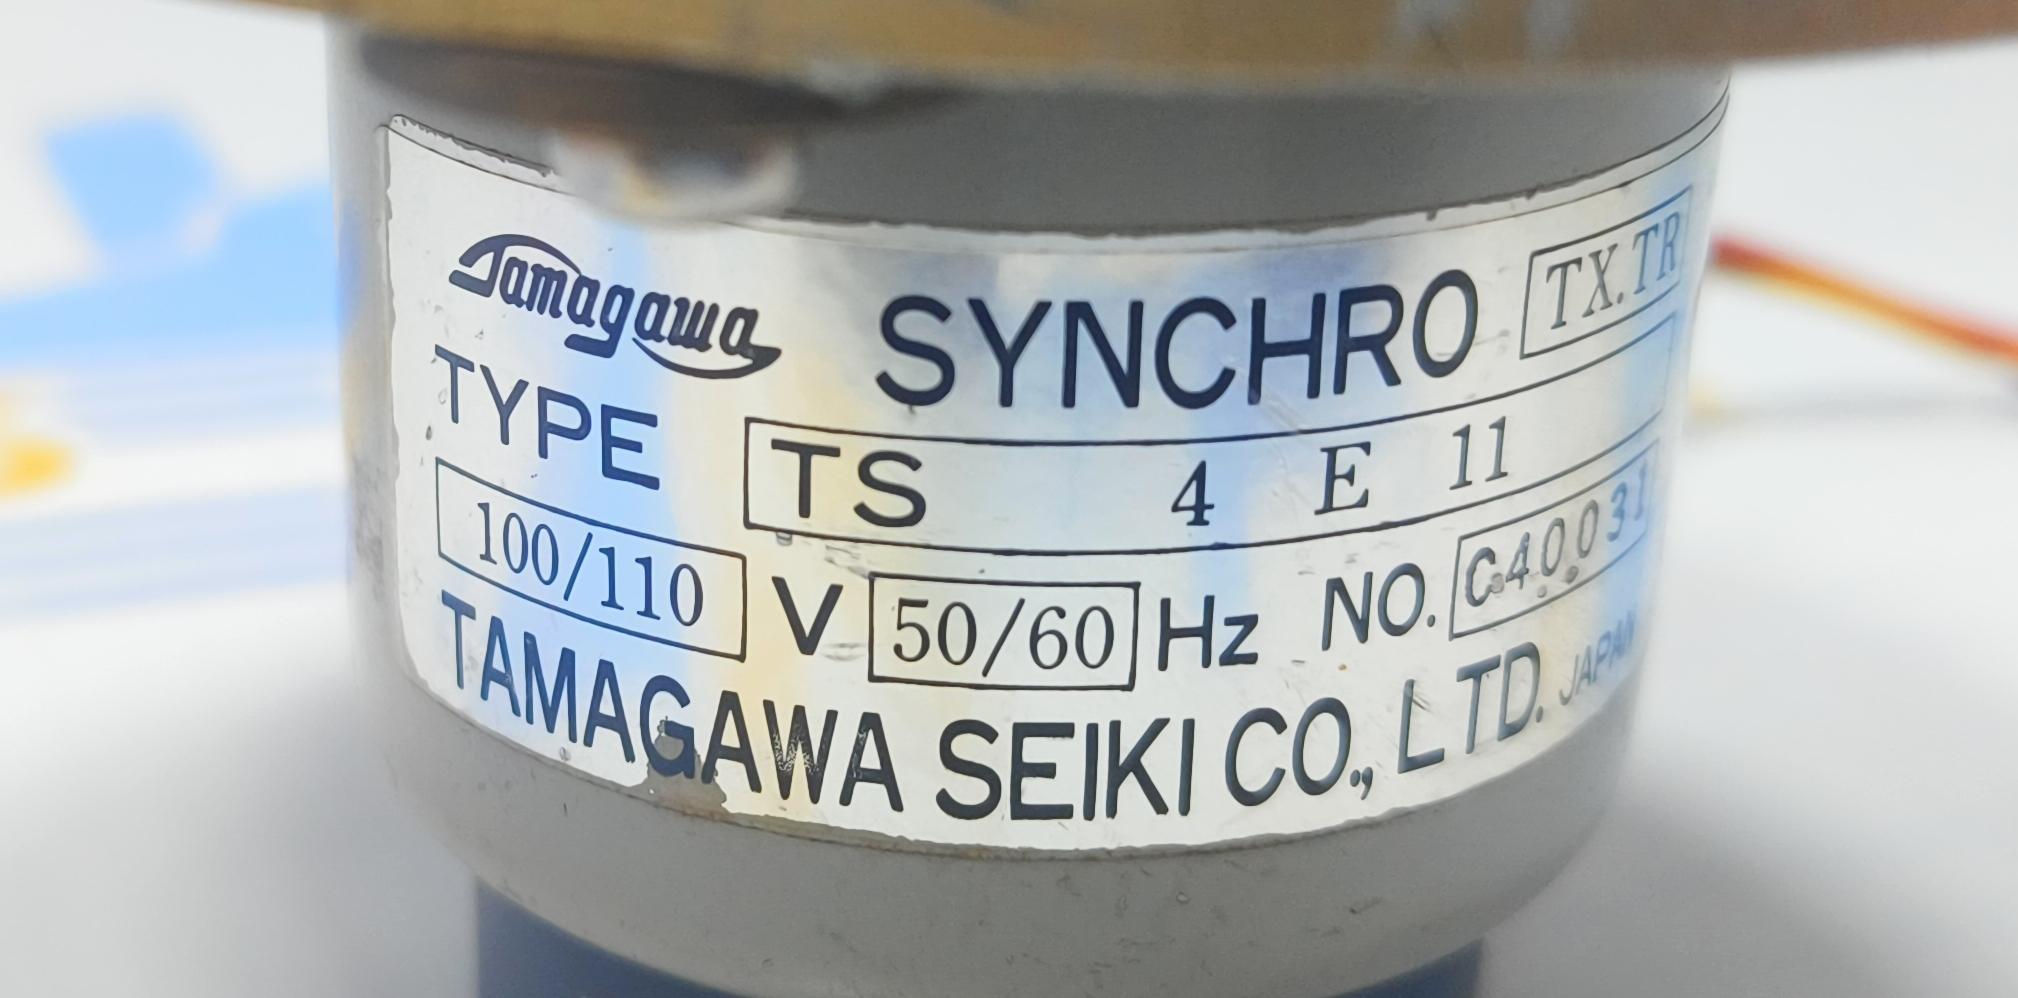 Tamagawa SYNCHRO TX.TR
TYPE TS 4 E 11
100/110 V 50/60 Hz NO. C40031
TAMAGAWA SEIKI CO., LTD. JAPAN